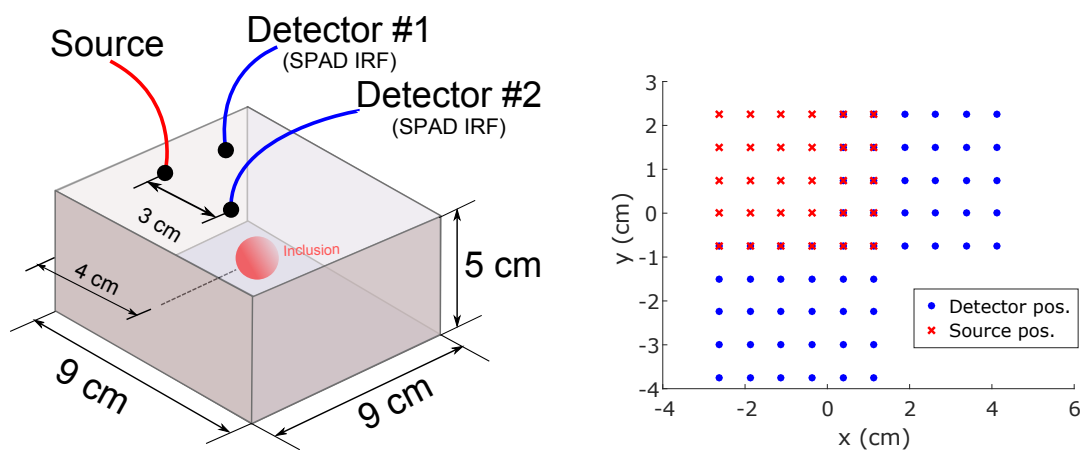 Source
Detector #1
(SPAD IRF)
Detector #2
(SPAD IRF)
3 cm
Inclusion
4 cm
5 cm
9 cm
9 cm
3
2
1
0
-1
-2
-3
-4
y (cm)
-4
-2
0
2
4
6
x (cm)
Detector pos.
Source pos.